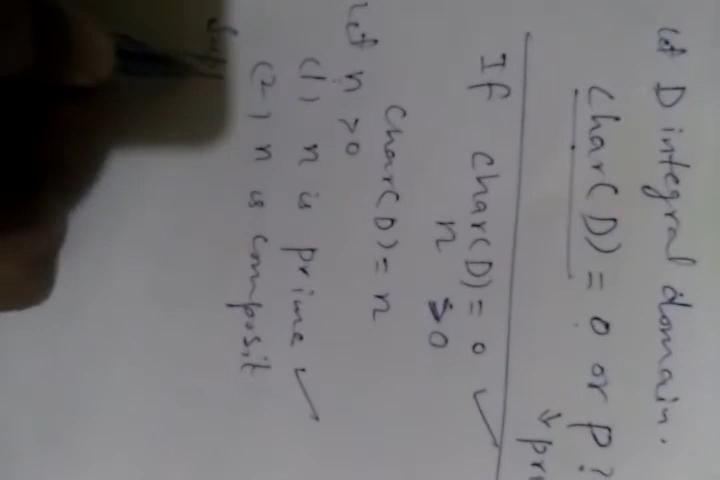 Let D integral domain.
Char(D) = 0 or p?
If Char(D) = 0 ✓
n > 0
Char(D) = n
Let n > 0
(1) n is prime ✓
(2) n is composit